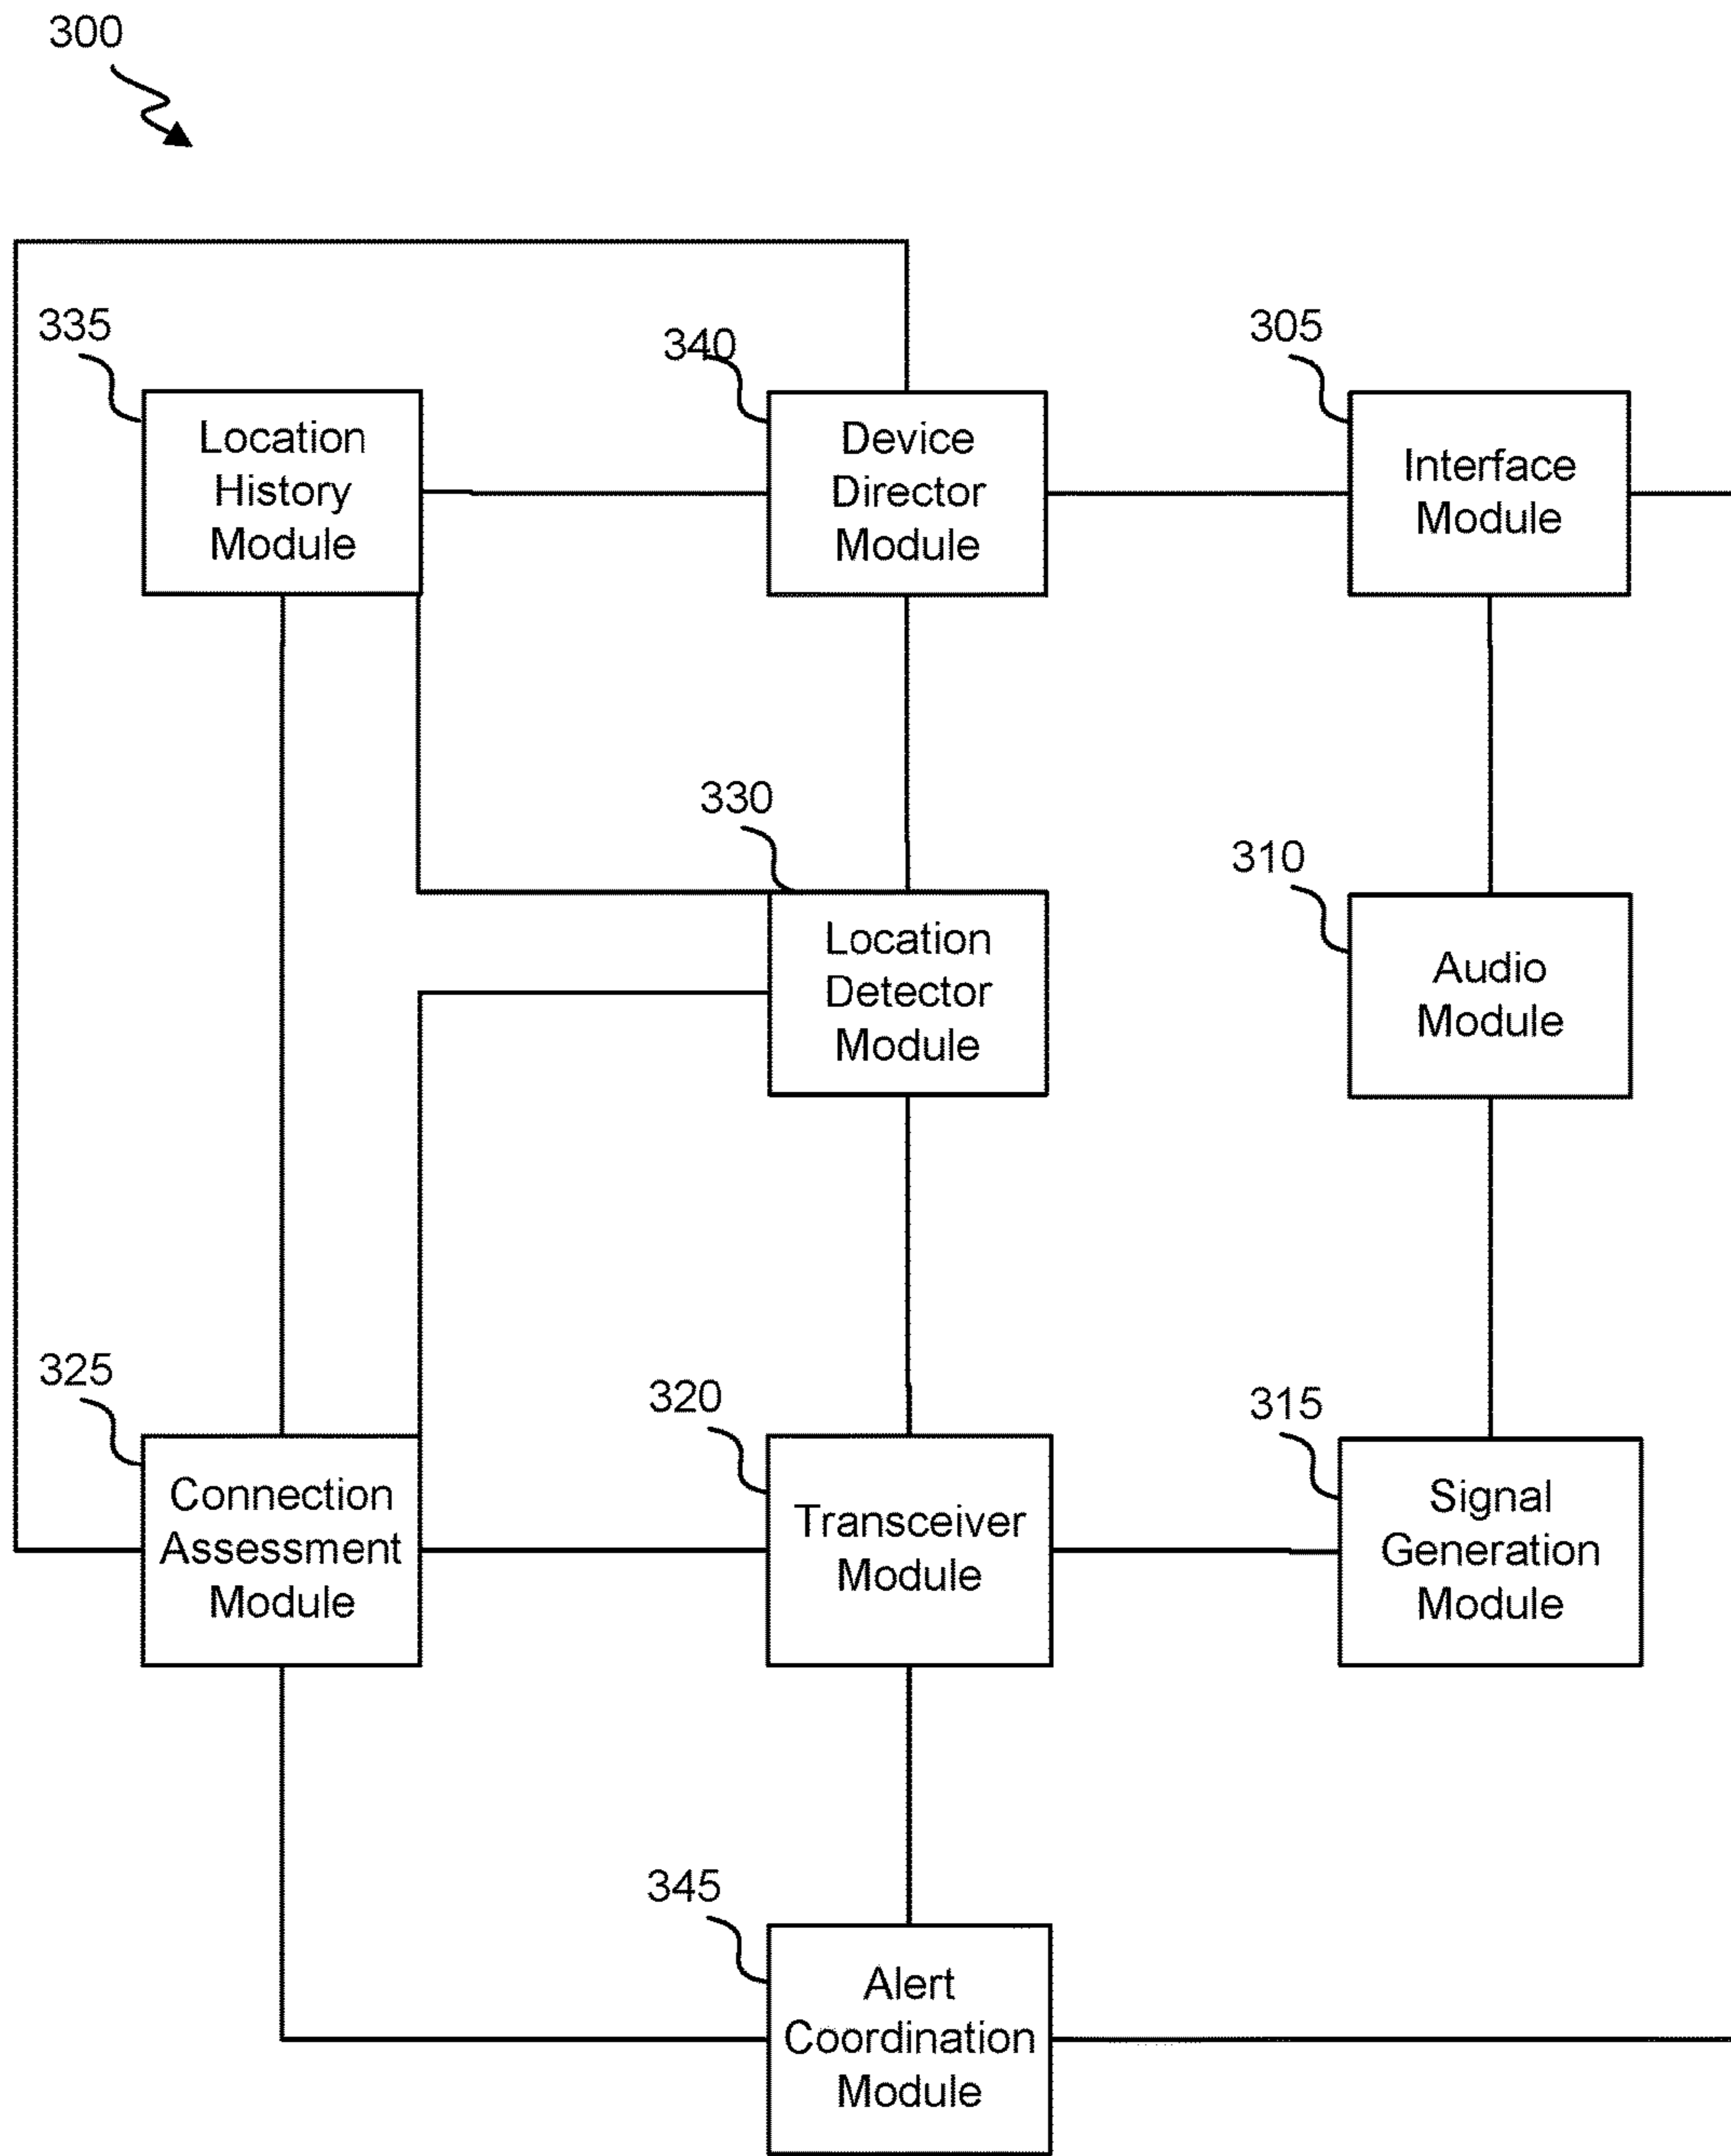 300
335
Location
History
Module
340
Device
Director
Module
305
Interface
Module
330
Location
Detector
Module
310
Audio
Module
325
Connection
Assessment
Module
320
Transceiver
Module
315
Signal
Generation
Module
345
Alert
Coordination
Module